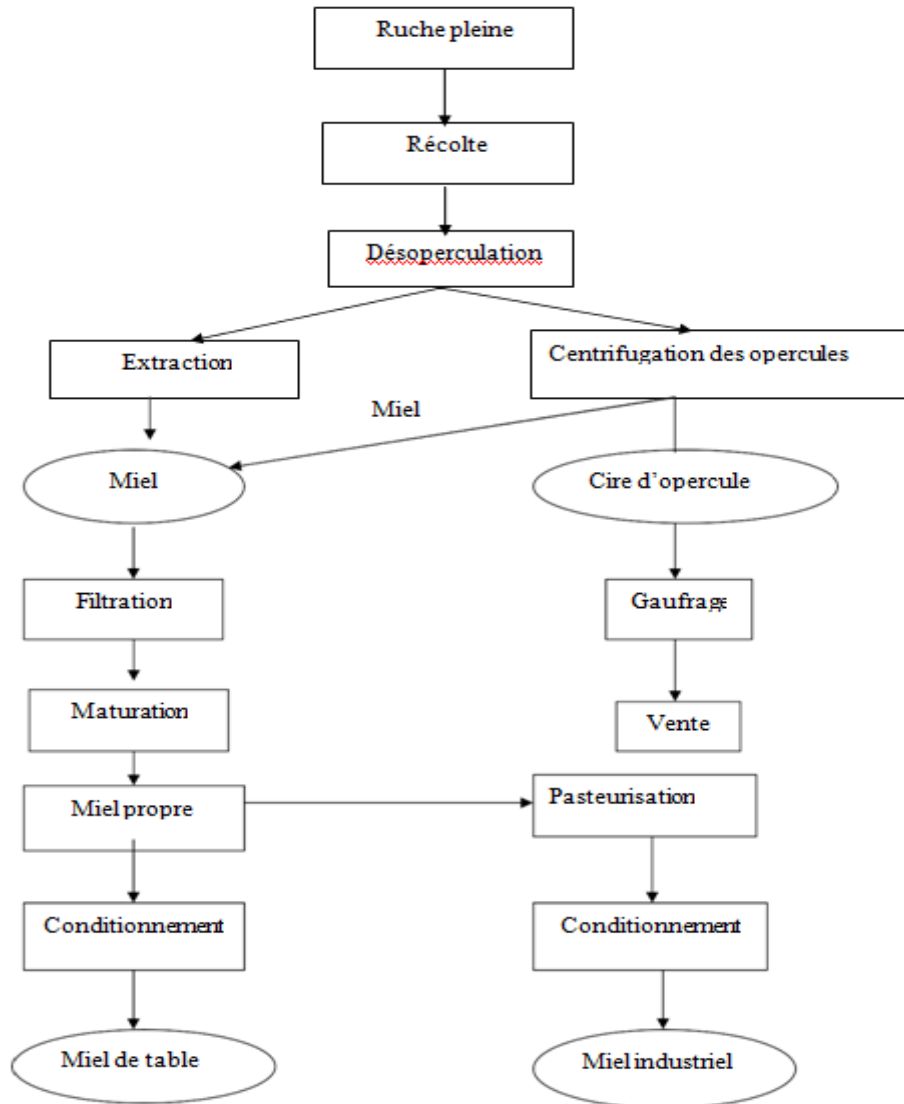 Ruche pleine
Récolte
Désoperculation
Extraction
Centrifugation des opercules
Miel
Miel
Cire d'opercule
Filtration
Gaufrage
Maturation
Vente
Miel propre
Pasteurisation
Conditionnement
Conditionnement
Miel de table
Miel industriel